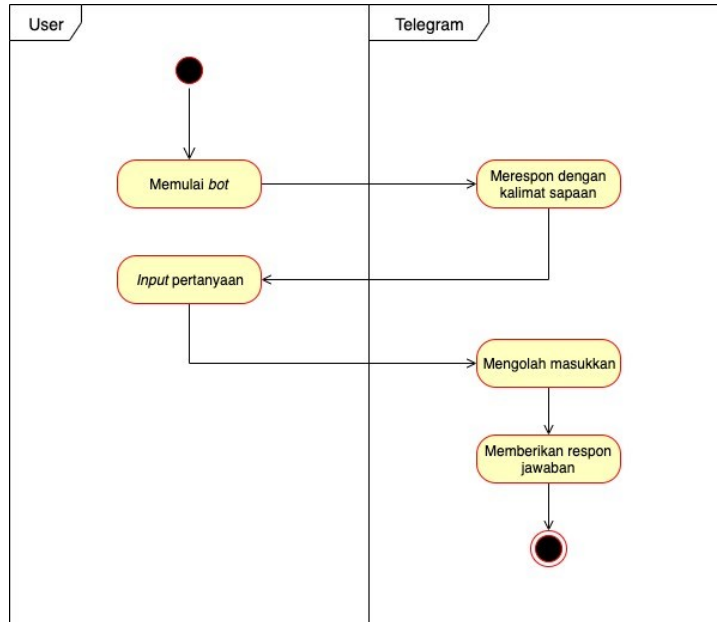 User
Telegram
Memulai bot
Merespon dengan
kalimat sapaan
Input pertanyaan
Mengolah masukkan
Memberikan respon
jawaban